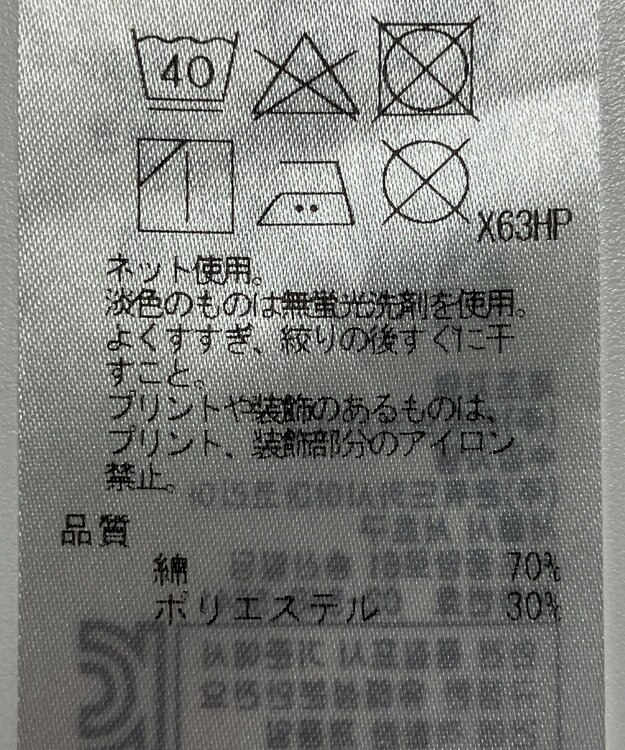 40
X63HP
ネット使用。
淡色のものは無蛍光洗剤を使用。
よくすすぎ、絞りの後すぐに干
すこと。
プリントや装飾のあるものは、
プリント、装飾部分のアイロン
禁止。
品質
綿 70%
ポリエステル 30%